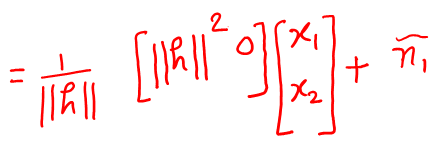 = 1/||h|| [||h||² 0] [x₁ x₂] + ñ₁